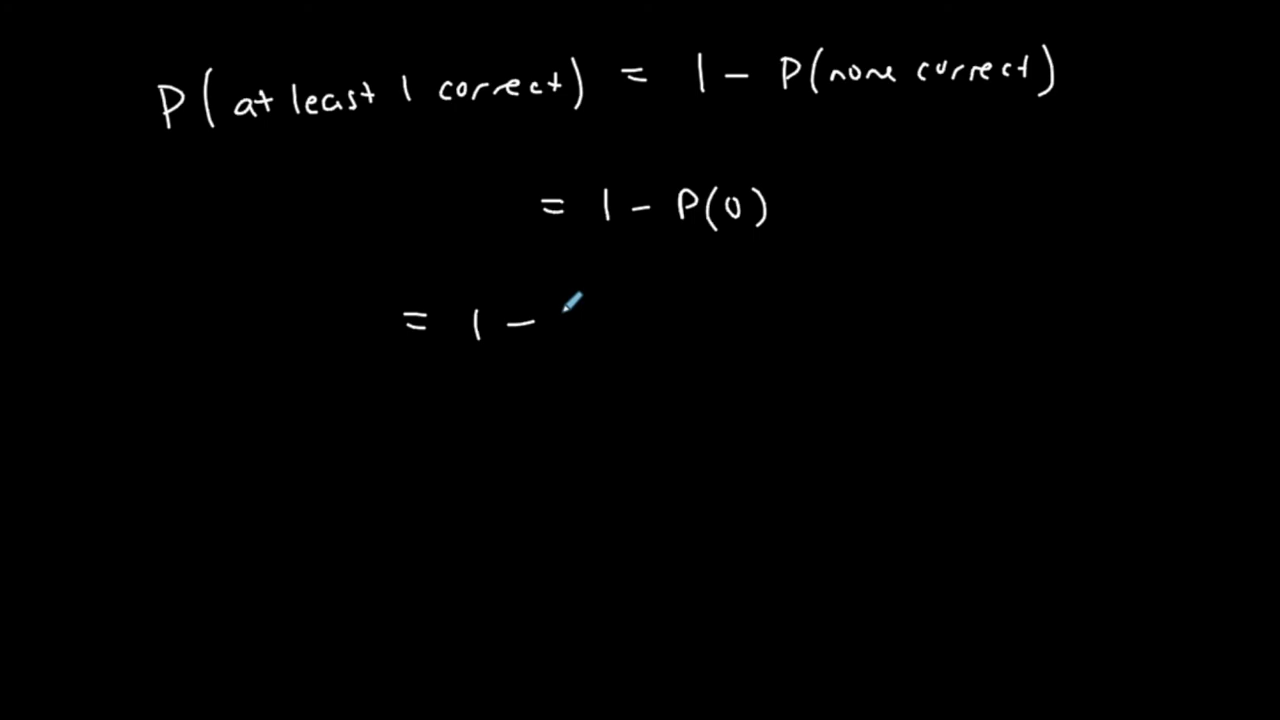 P(at least 1 correct) = 1 - P(none correct)
= 1 - P(0)
= 1 -